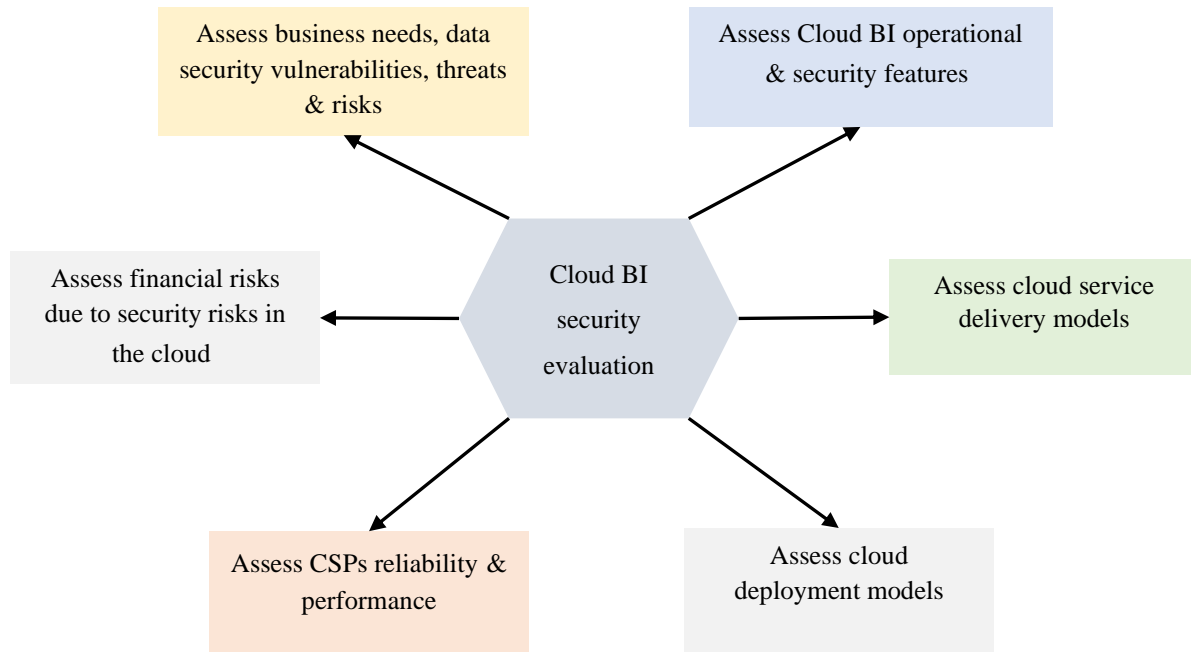 Assess business needs, data
security vulnerabilities, threats
& risks
Assess Cloud BI operational
& security features
Assess financial risks
due to security risks in
the cloud
Cloud BI
security
evaluation
Assess cloud service
delivery models
Assess CSPs reliability &
performance
Assess cloud
deployment models